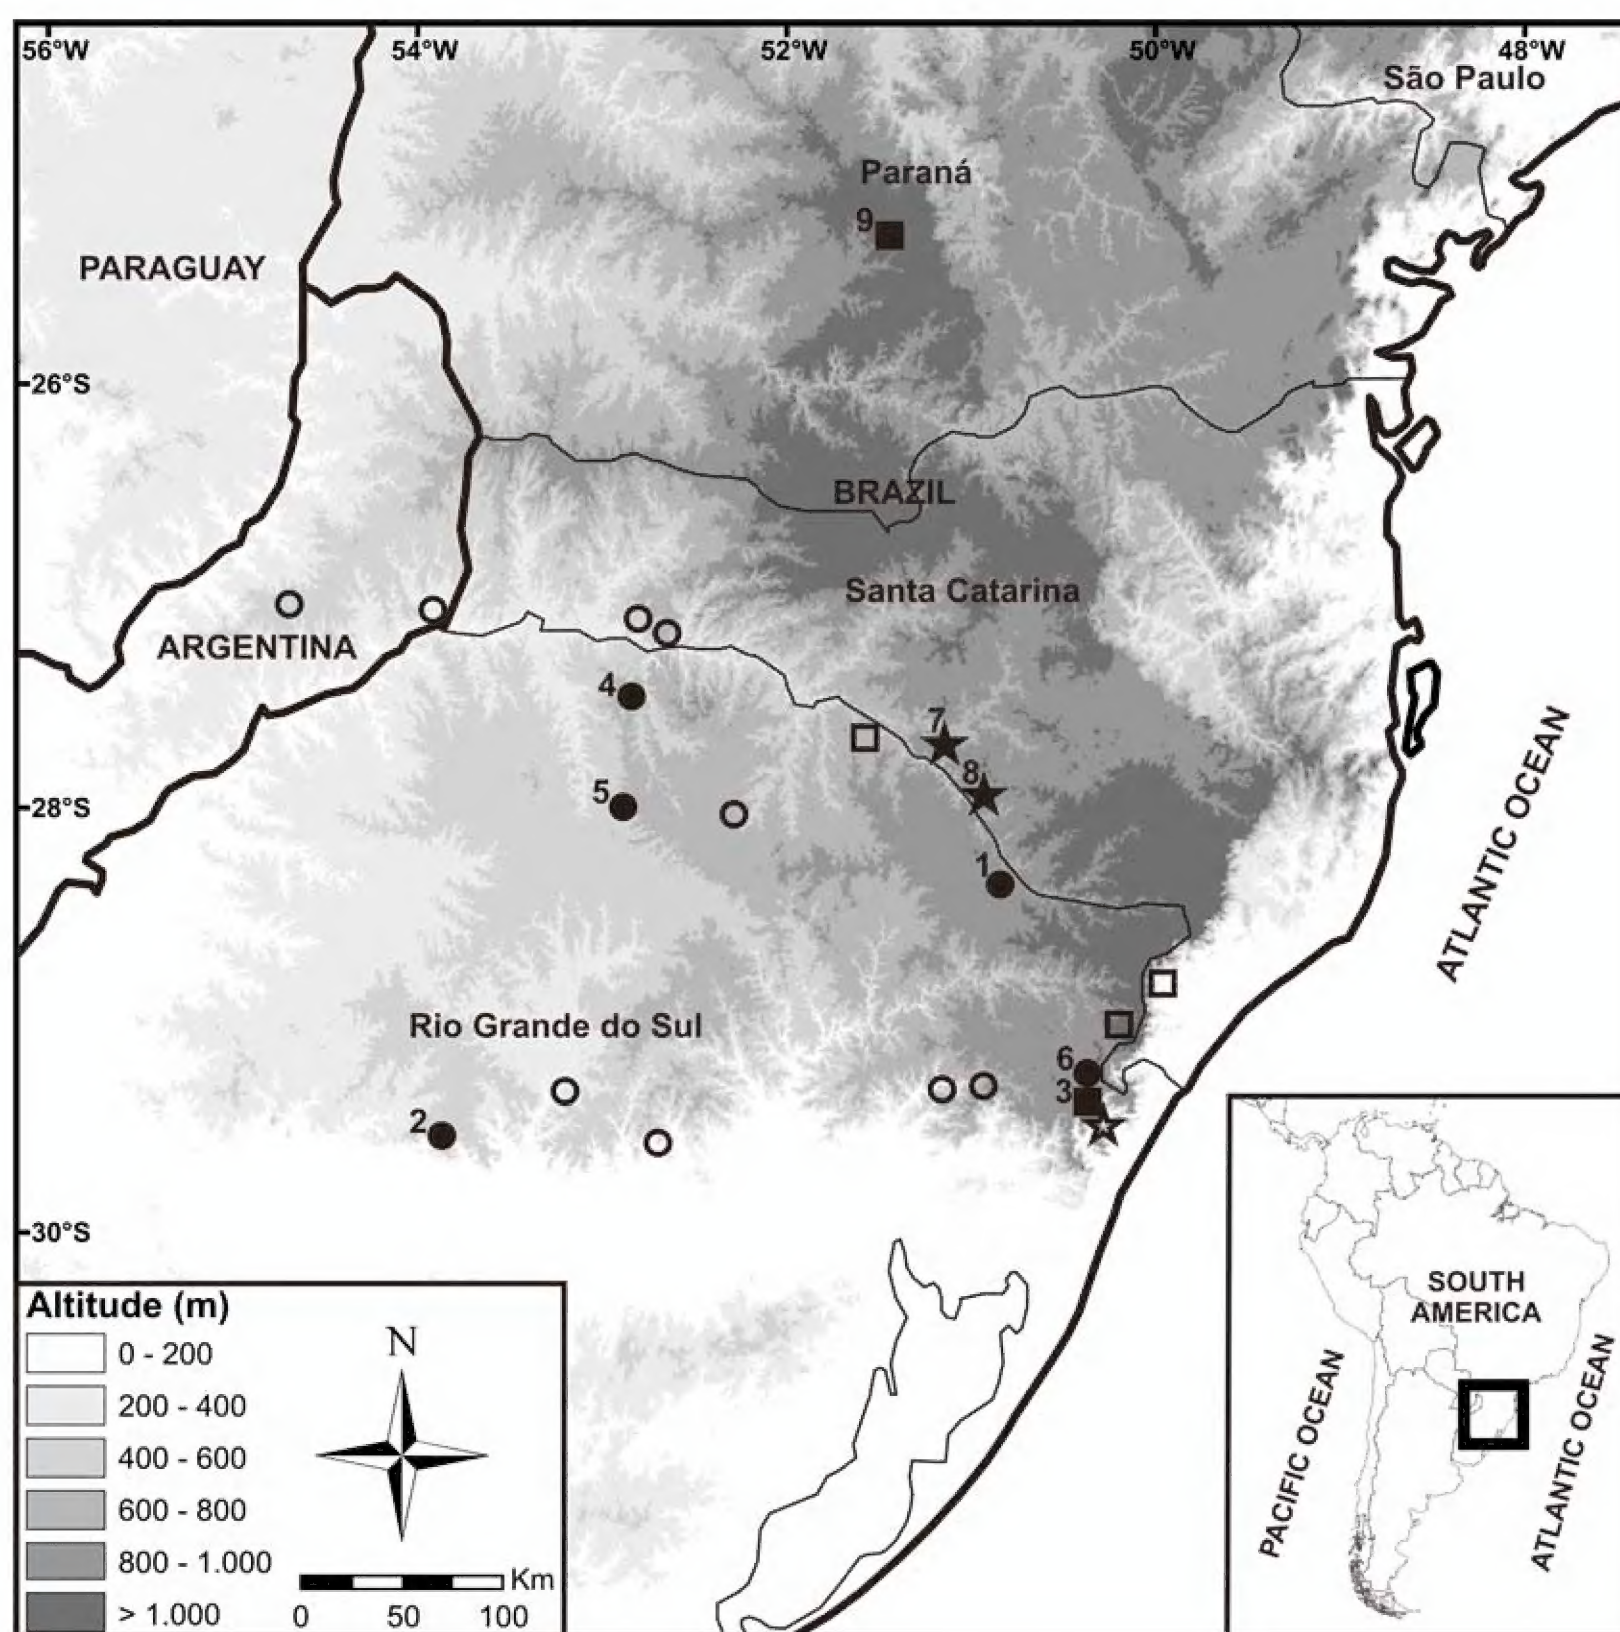 56°W 54°W 52°W 50°W 48°W
São Paulo
Paraná
9
PARAGUAY
26°S
BRAZIL
Santa Catarina
ARGENTINA
4
7
8
5
28°S
1
ATLANTIC OCEAN
Rio Grande do Sul
6
3
2
30°S
Altitude (m)
0 - 200
200 - 400
400 - 600
600 - 800
800 - 1.000
> 1.000
N
Km
0 50 100
SOUTH
AMERICA
PACIFIC OCEAN
ATLANTIC OCEAN